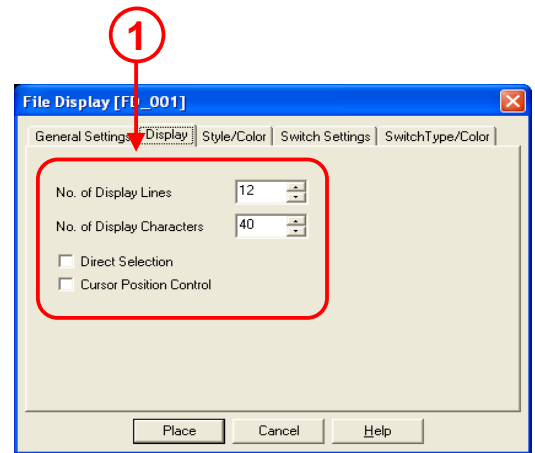 1
File Display [FD_001]
General Settings Display Style/Color Switch Settings SwitchType/Color
No. of Display Lines 12
No. of Display Characters 40
Direct Selection
Cursor Position Control
Place Cancel Help